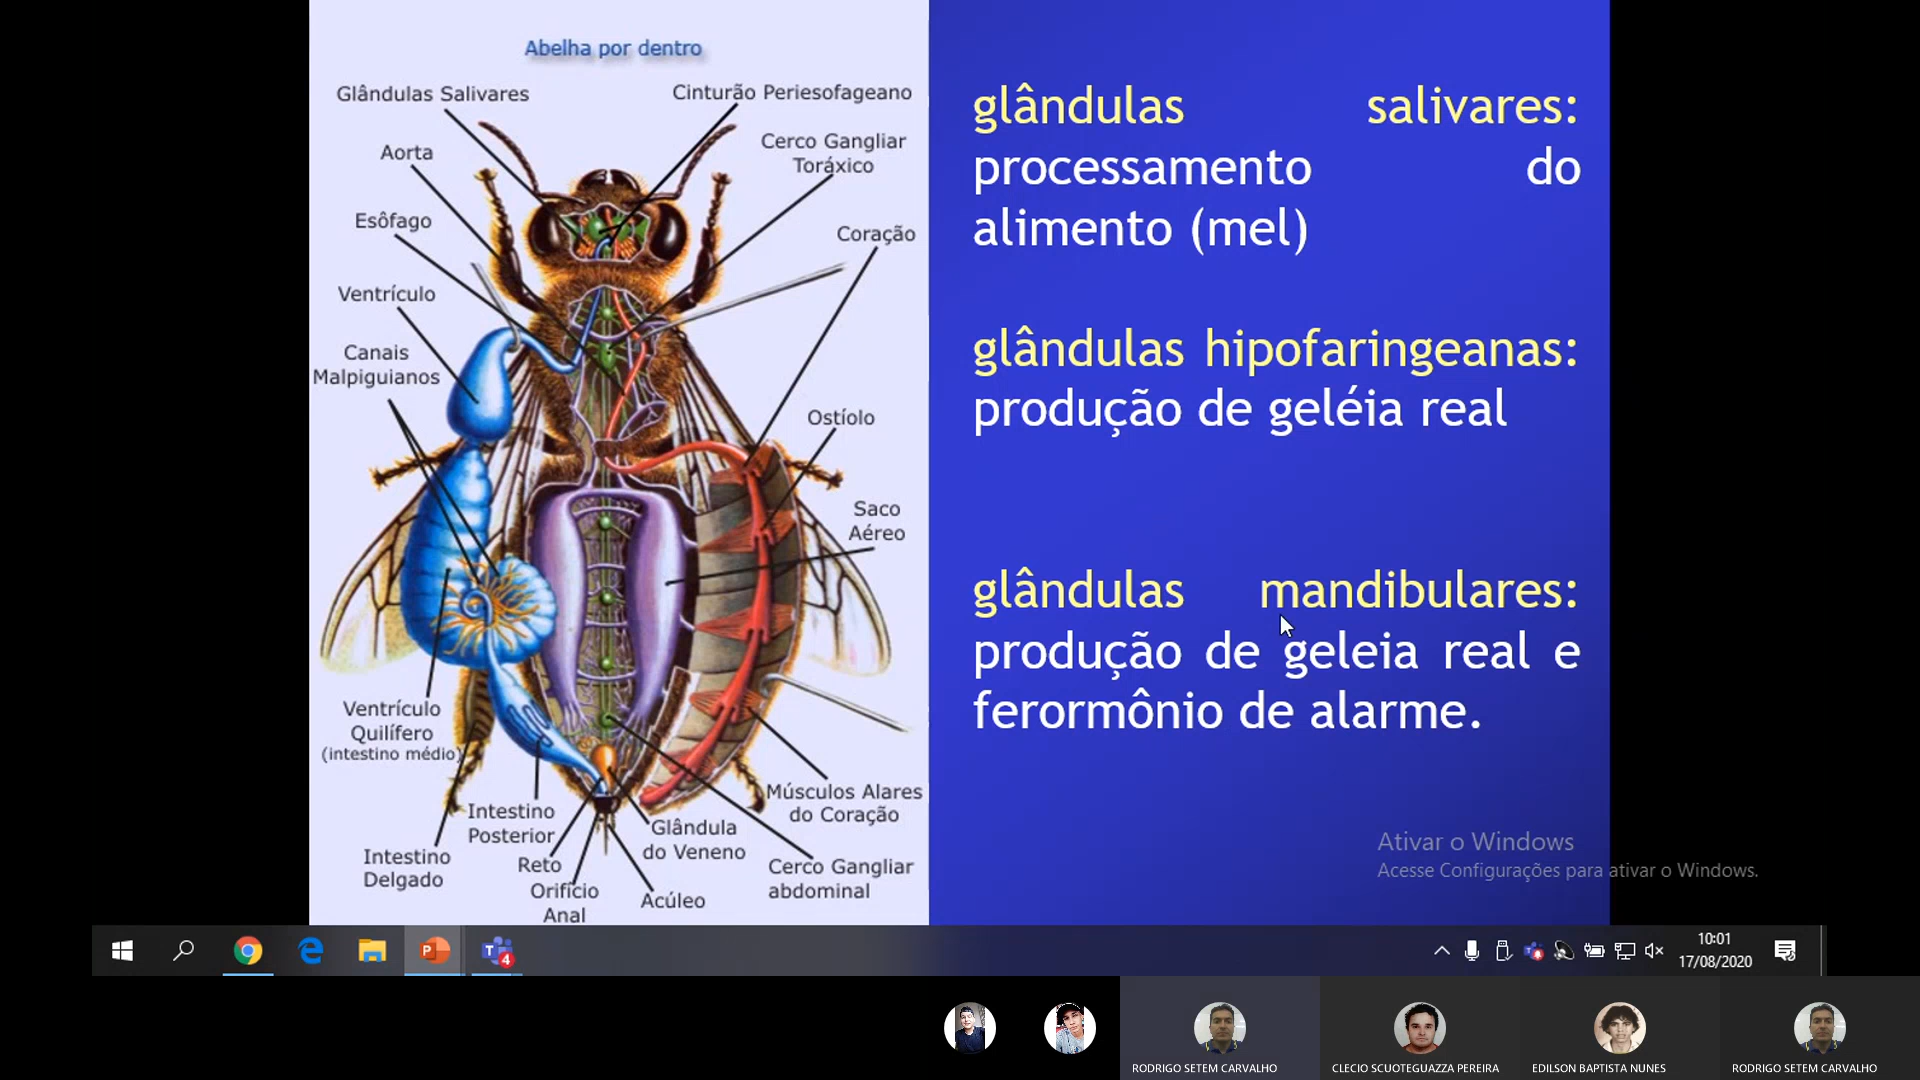 Abelha por dentro
Glândulas Salivares
Cinturão Periesofageano
Aorta
Cerco Gangliar
Toráxico
Esôfago
Coração
Ventrículo
Canais
Malpiguianos
Ostíolo
Saco
Aéreo
Ventrículo
Quilífero
(intestino médio)
Intestino
Posterior
Músculos Alares
do Coração
Glândula
do Veneno
Intestino
Delgado
Reto
Orifício
Anal
Acúleo
Cerco Gangliar
abdominal
glândulas salivares:
processamento do
alimento (mel)
glândulas hipofaringeanas:
produção de geléia real
glândulas mandibulares:
produção de geleia real e
ferormônio de alarme.
Ativar o Windows
Acesse Configurações para ativar o Windows.
4
10:01
17/08/2020
RODRIGO SETEM CARVALHO
CLECIO SCUOTEGUAZZA PEREIRA
EDILSON BAPTISTA NUNES
RODRIGO SETEM CARVALHO